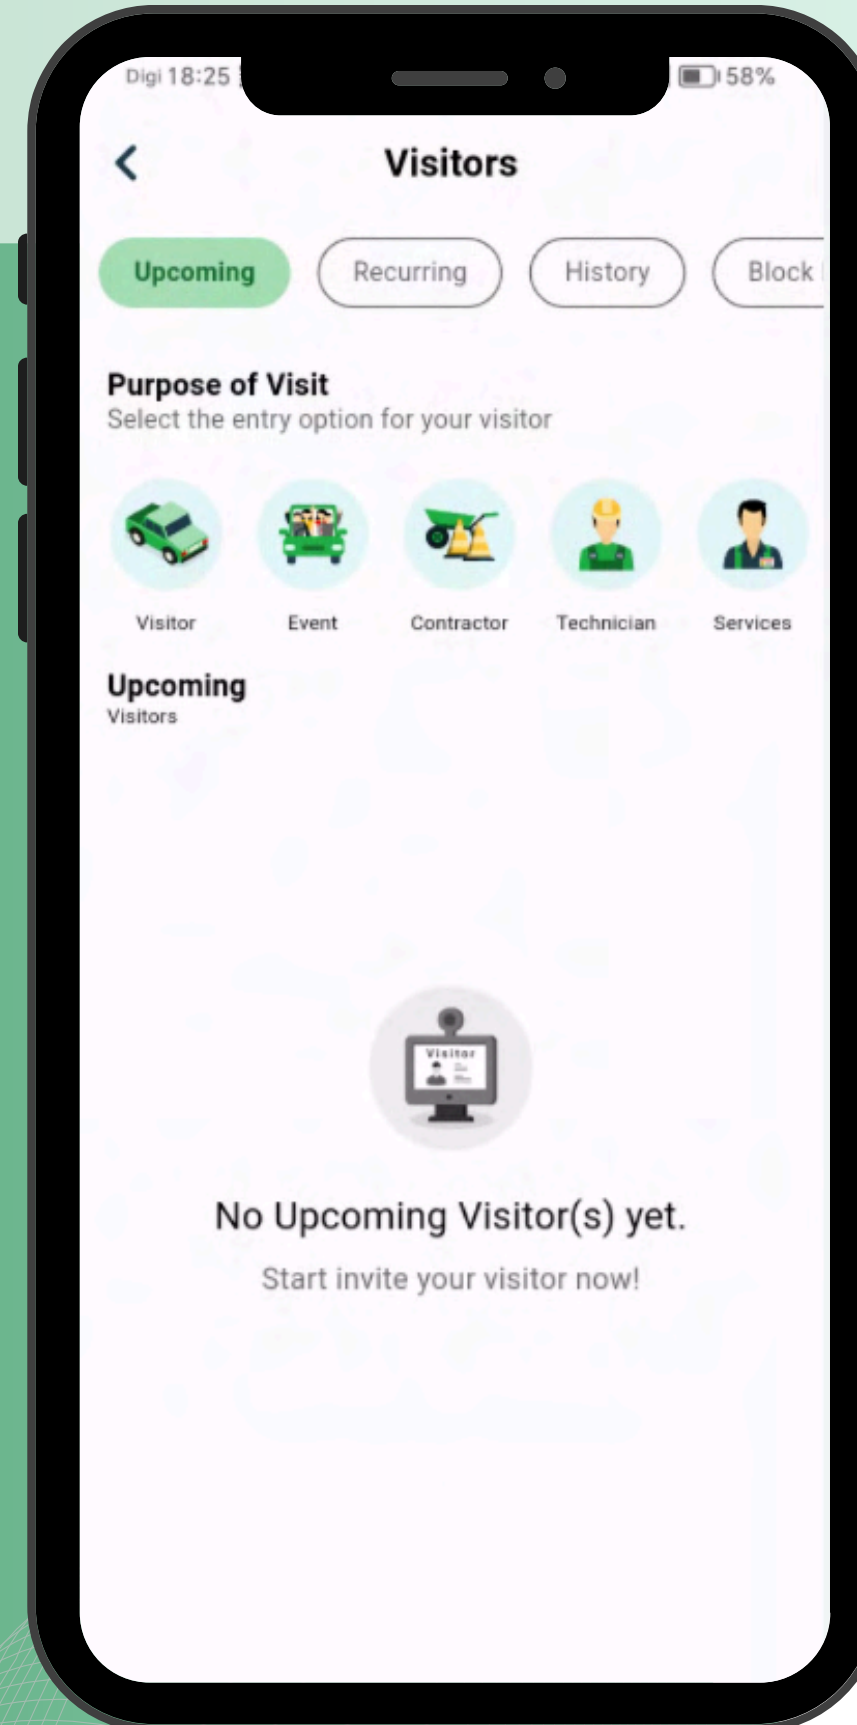 Digi 18:25
58%
Visitors
Upcoming
Recurring
History
Block
Purpose of Visit
Select the entry option for your visitor
Visitor
Event
Contractor
Technician
Services
Upcoming
Visitors
Visitor
No Upcoming Visitor(s) yet.
Start invite your visitor now!